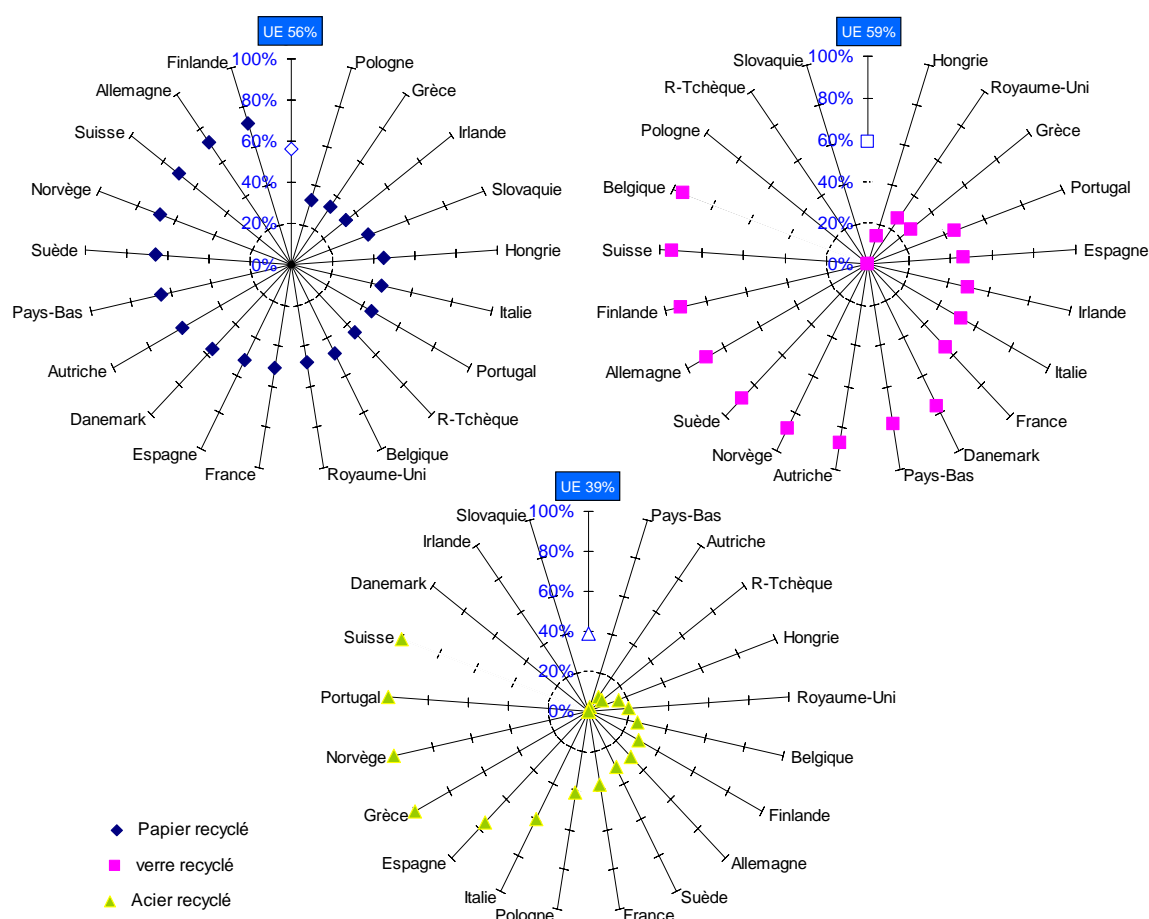 UE 56%
100%
80%
60%
40%
20%
0%
Pologne
Grèce
Irlande
Slovaquie
Hongrie
Italie
Portugal
R-Tchèque
Belgique
Royaume-Uni
France
Espagne
Danemark
Autriche
Pays-Bas
Suède
Norvège
Suisse
Allemagne
Finlande
UE 59%
100%
80%
60%
40%
20%
0%
Hongrie
Royaume-Uni
Grèce
Portugal
Espagne
Irlande
Italie
France
Danemark
Pays-Bas
Autriche
Norvège
Suède
Allemagne
Finlande
Suisse
Belgique
Pologne
R-Tchèque
Slovaquie
UE 39%
100%
80%
60%
40%
20%
0%
Pays-Bas
Autriche
R-Tchèque
Hongrie
Royaume-Uni
Belgique
Finlande
Allemagne
Suède
France
Pologne
Italie
Espagne
Grèce
Norvège
Portugal
Suisse
Danemark
Irlande
Slovaquie
Papier recyclé
verre recyclé
Acier recyclé